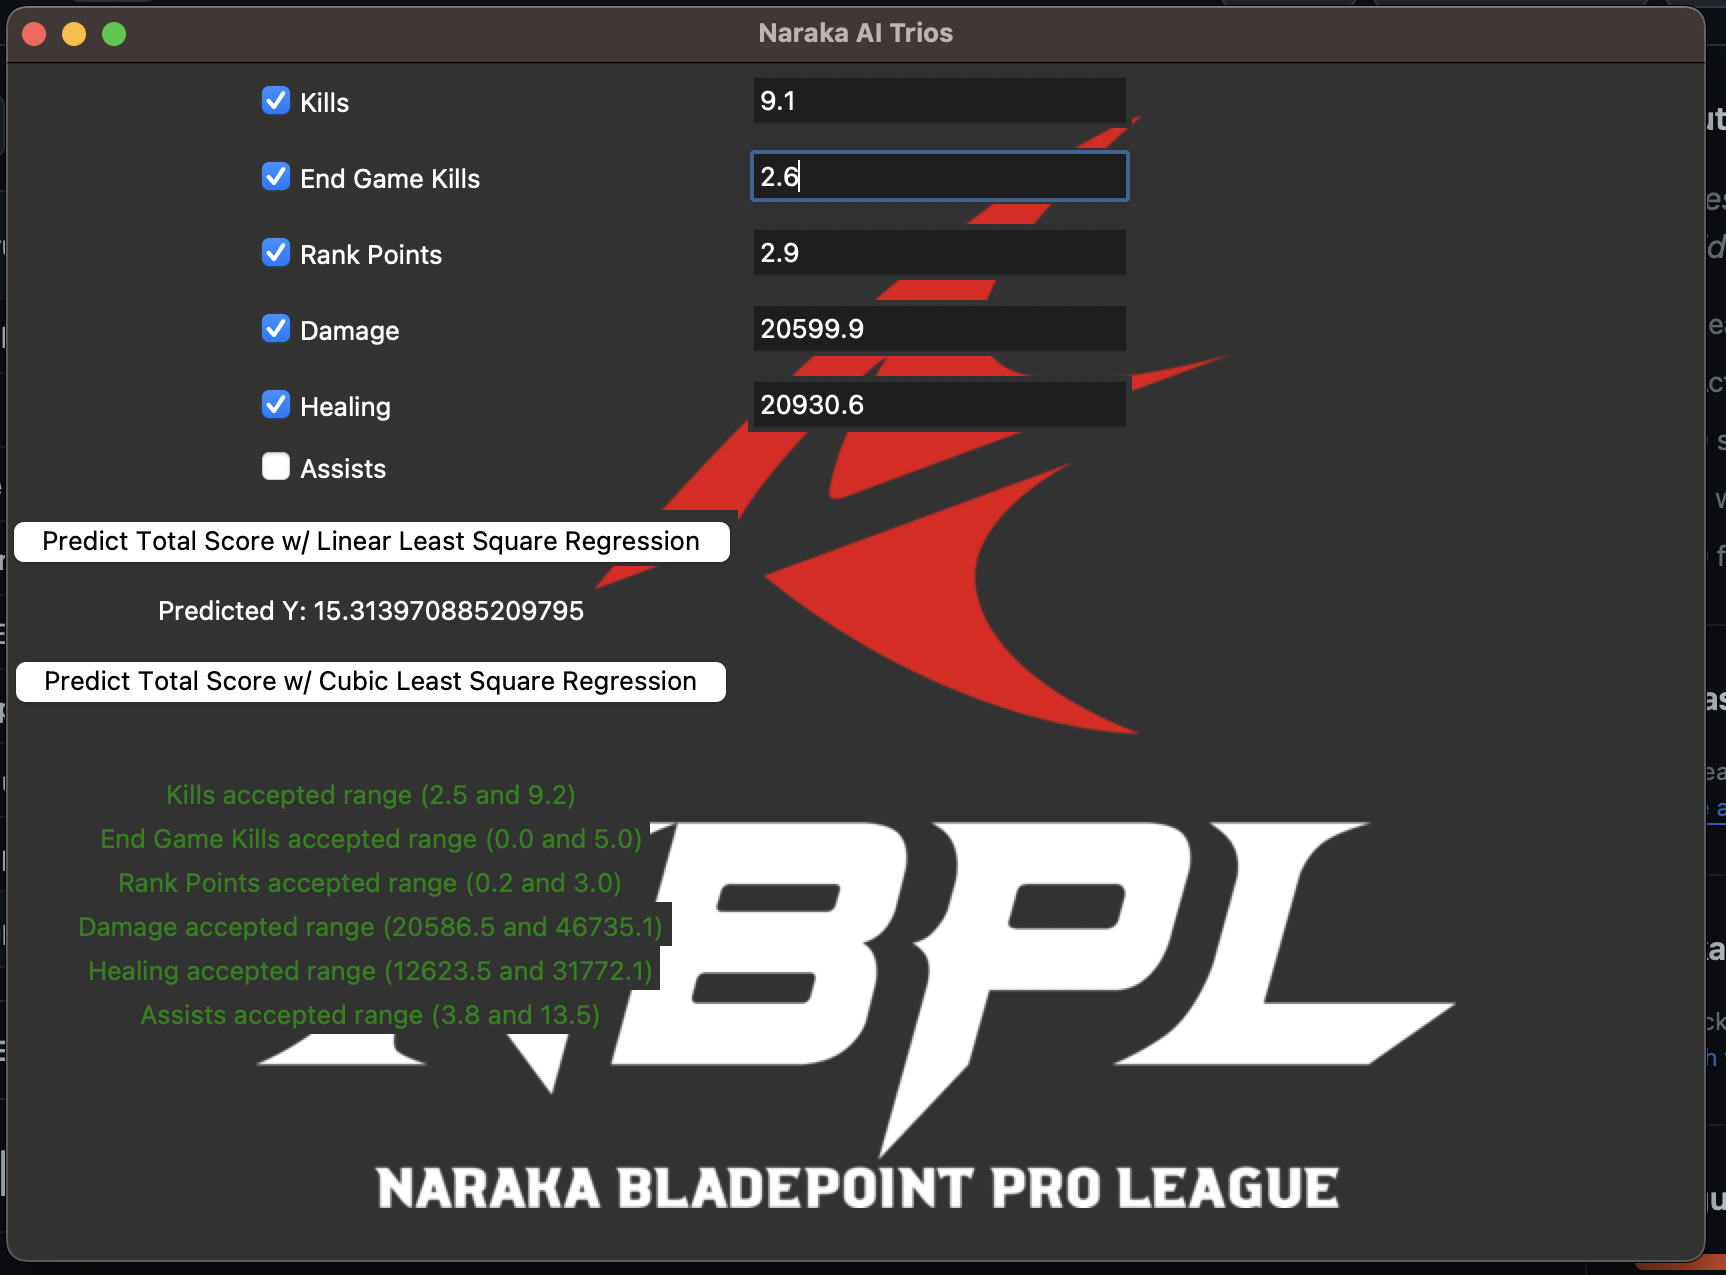 Naraka AI Trios
Kills 9.1
End Game Kills 2.6
Rank Points 2.9
Damage 20599.9
Healing 20930.6
Assists
Predict Total Score w/ Linear Least Square Regression
Predicted Y: 15.313970885209795
Predict Total Score w/ Cubic Least Square Regression
Kills accepted range (2.5 and 9.2)
End Game Kills accepted range (0.0 and 5.0)
Rank Points accepted range (0.2 and 3.0)
Damage accepted range (20586.5 and 46735.1)
Healing accepted range (12623.5 and 31772.1)
Assists accepted range (3.8 and 13.5)
NBPL
NARAKA BLADEPOINT PRO LEAGUE